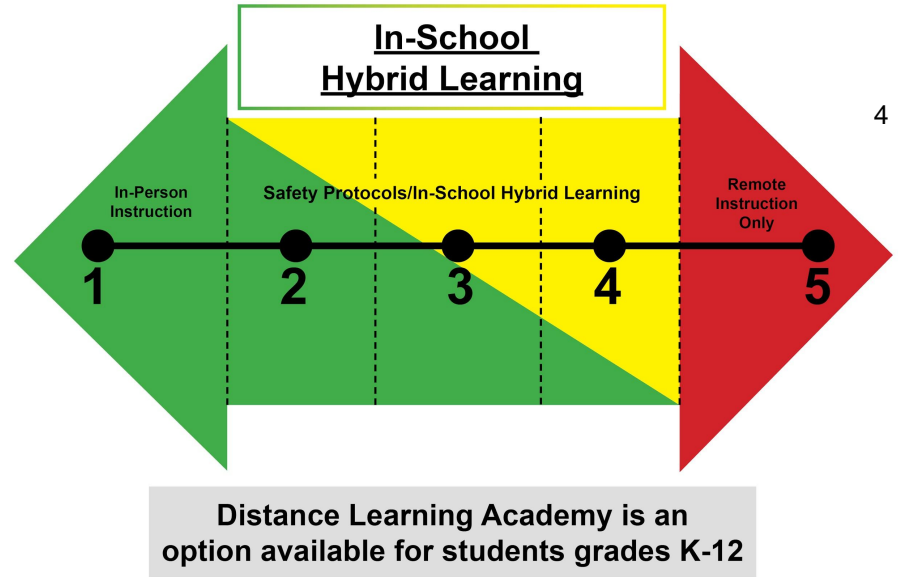 In-School
Hybrid Learning
4
In-Person
Instruction
Safety Protocols/In-School Hybrid Learning
Remote
Instruction
Only
1
2
3
4
5
Distance Learning Academy is an
option available for students grades K-12